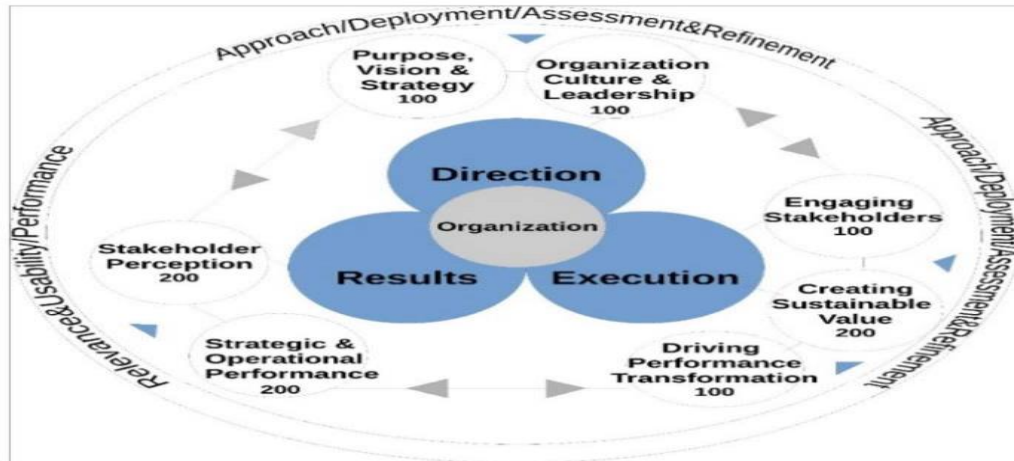 Approach/Deployment/Assessment&Refinement
Purpose,
Vision &
Strategy
100
Organization
Culture &
Leadership
100
Direction
Organization
Results
Execution
Engaging
Stakeholders
100
Creating
Sustainable
Value
200
Driving
Performance
Transformation
100
Approach/Deployment/Assessment&Refinement
Strategic &
Operational
Performance
200
Stakeholder
Perception
200
Relevance&Usability/Performance